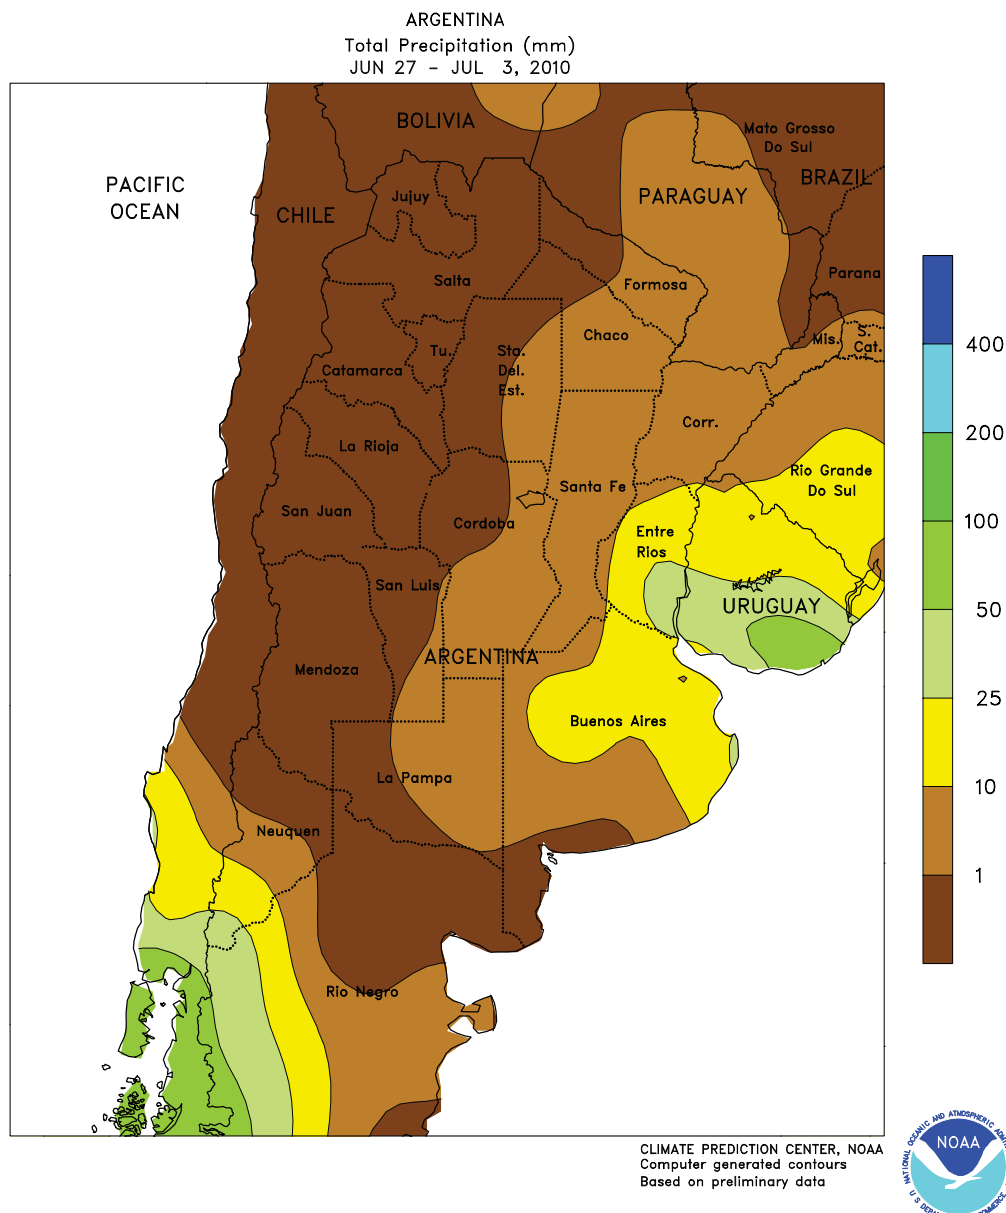 ARGENTINA
Total Precipitation (mm)
JUN 27 - JUL 3, 2010
BOLIVIA
Mato Grosso
Do Sul
BRAZIL
PACIFIC
OCEAN
CHILE
Jujuy
PARAGUAY
Salta
Formosa
Parana
Chaco
Mis.
S.
Cat.
Tu.
Sta.
Del.
Est.
Catamarca
Corr.
La Rioja
Rio Grande
Do Sul
Santa Fe
San Juan
Cordoba
Entre
Rios
San Luis
URUGUAY
ARGENTINA
Mendoza
Buenos Aires
La Pampa
Neuquen
Rio Negro
400
200
100
50
25
10
1
CLIMATE PREDICTION CENTER, NOAA
Computer generated contours
Based on preliminary data
NOAA
NATIONAL OCEANIC AND ATMOSPHERIC